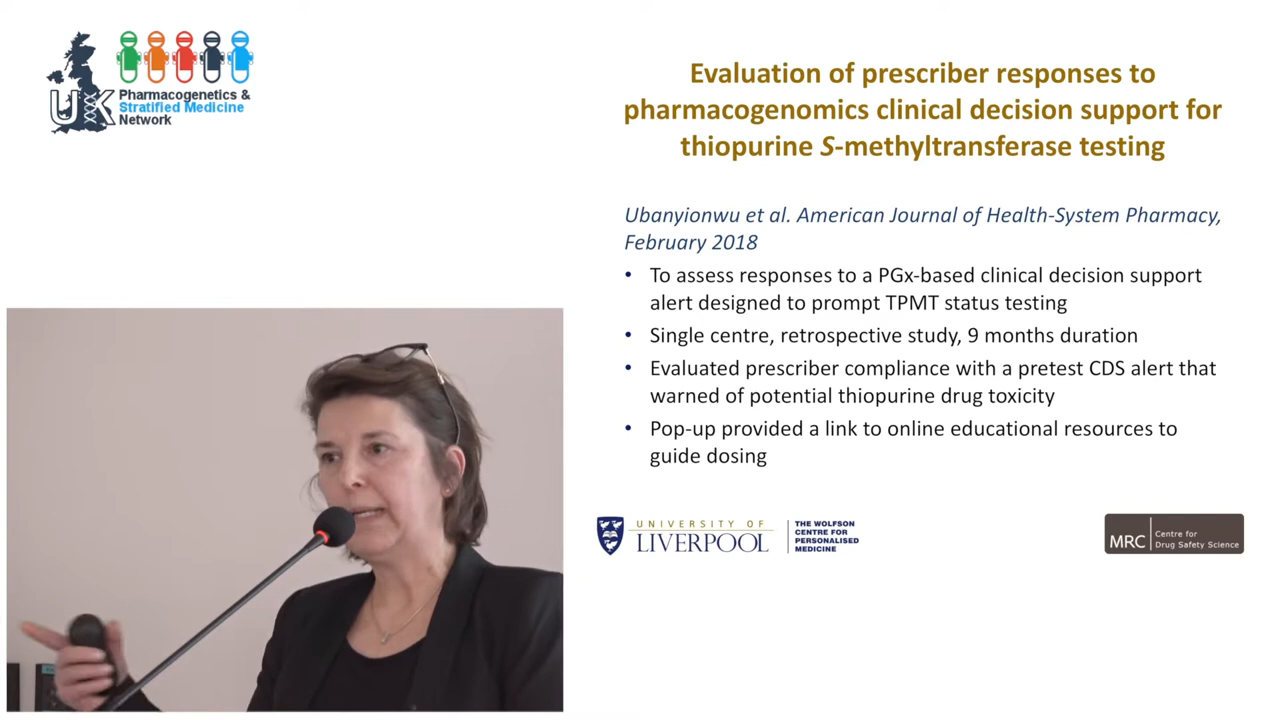 UK
Pharmacogenetics &
Stratified Medicine
Network
Evaluation of prescriber responses to
pharmacogenomics clinical decision support for
thiopurine S-methyltransferase testing
Ubanyionwu et al. American Journal of Health-System Pharmacy,
February 2018
• To assess responses to a PGx-based clinical decision support
alert designed to prompt TPMT status testing
• Single centre, retrospective study, 9 months duration
• Evaluated prescriber compliance with a pretest CDS alert that
warned of potential thiopurine drug toxicity
• Pop-up provided a link to online educational resources to
guide dosing
UNIVERSITY OF
LIVERPOOL
THE WOLFSON
CENTRE FOR
PERSONALISED
MEDICINE
MRC
Centre for
Drug Safety Science